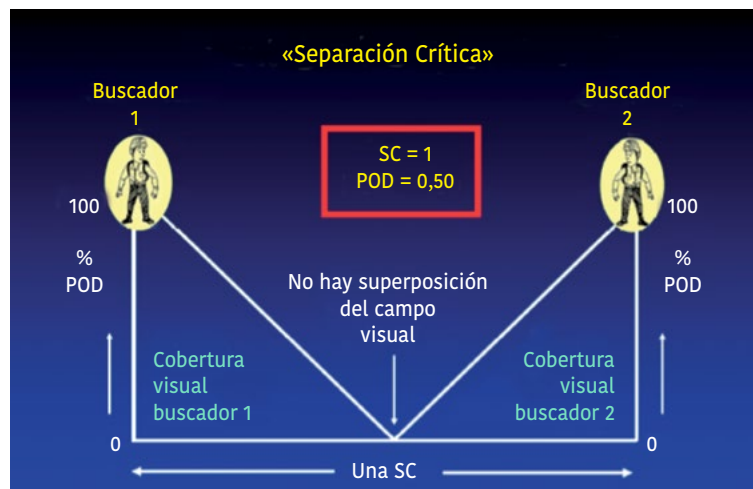 «Separación Crítica»
Buscador
1
Buscador
2
SC = 1
POD = 0,50
100
100
%
POD
%
POD
No hay superposición
del campo
visual
Cobertura
visual
buscador 1
Cobertura
visual
buscador 2
0
0
Una SC